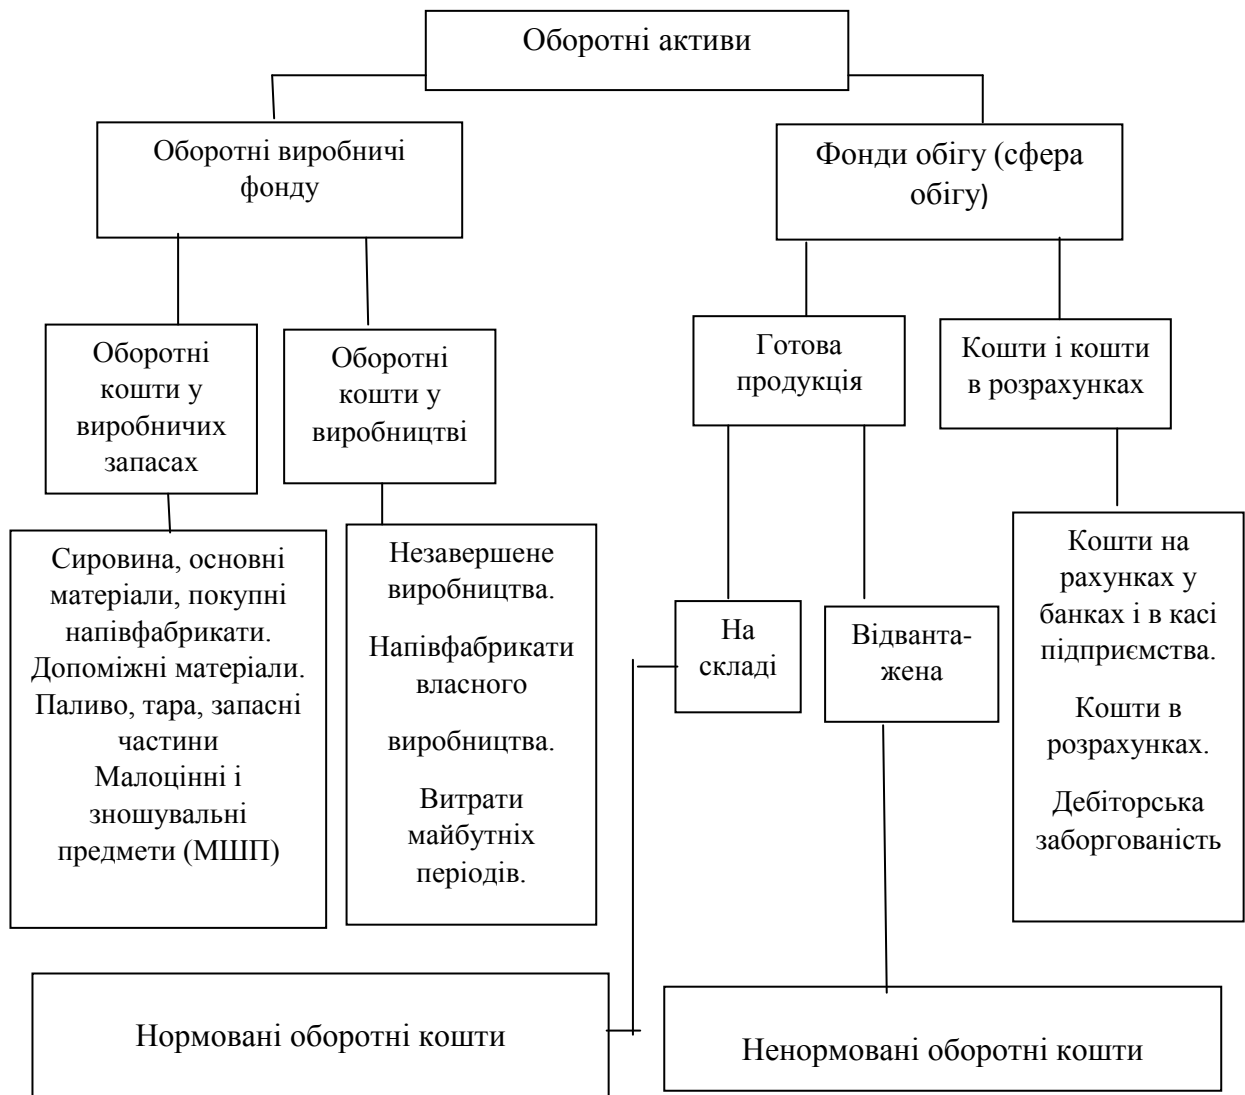 Оборотні активи
Оборотні виробничі
фонду
Фонди обігу (сфера
обігу)
Оборотні
кошти у
виробничих
запасах
Оборотні
кошти у
виробництві
Готова
продукція
Кошти і кошти
в розрахунках
Сировина, основні
матеріали, покупні
напівфабрикати.
Допоміжні матеріали.
Паливо, тара, запасні
частини
Малоцінні і
зношувальні
предмети (МШП)
Незавершене
виробництва.
Напівфабрикати
власного
виробництва.
Витрати
майбутніх
періодів.
На
складі
Відванта-
жена
Кошти на
рахунках у
банках і в касі
підприємства.
Кошти в
розрахунках.
Дебіторська
заборгованість
Нормовані оборотні кошти
Ненормовані оборотні кошти